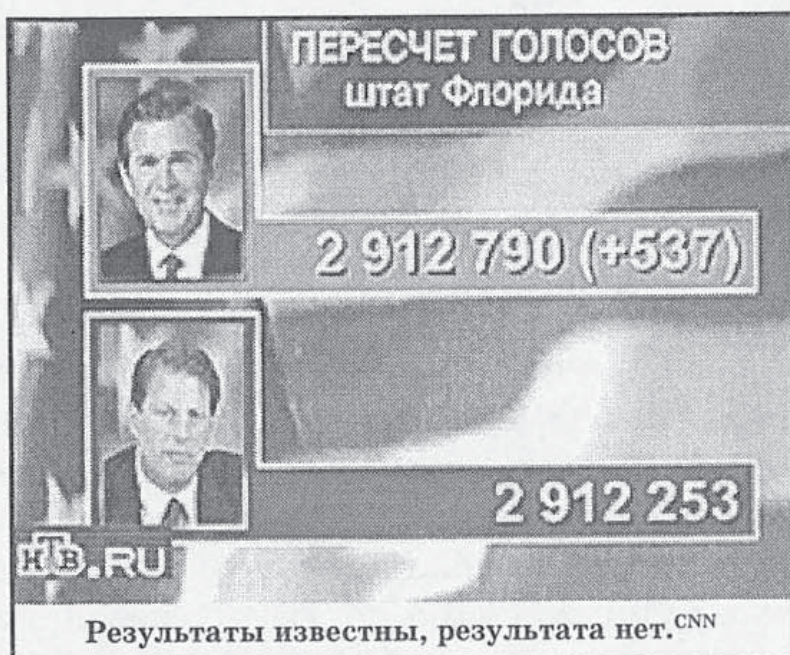 ПЕРЕСЧЕТ ГОЛОСОВ
штат Флорида
2 912 790 (+537)
2 912 253
НТВ.RU
Результаты известны, результата нет.CNN